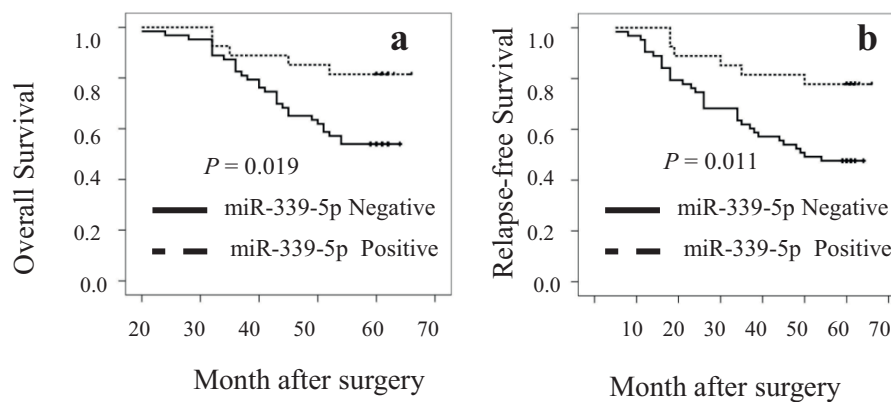 a
Overall Survival
1.0
0.8
0.6
0.4
0.2
0.0
P = 0.019
miR-339-5p Negative
miR-339-5p Positive
20 30 40 50 60 70
Month after surgery
b
Relapse-free Survival
1.0
0.8
0.6
0.4
0.2
0.0
P = 0.011
miR-339-5p Negative
miR-339-5p Positive
10 20 30 40 50 60 70
Month after surgery